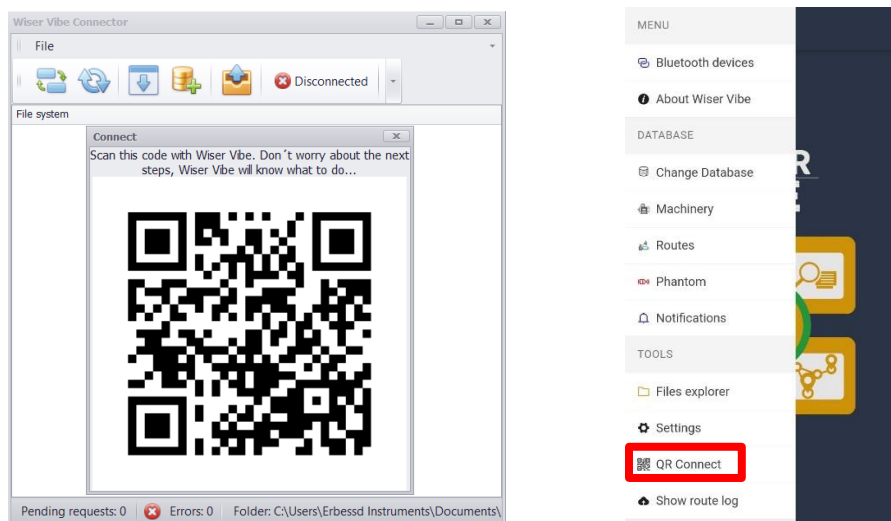 Wiser Vibe Connector
File
Disconnected
File system
Connect
Scan this code with Wiser Vibe. Don´t worry about the next
steps, Wiser Vibe will know what to do...
Pending requests: 0
Errors: 0
Folder: C:\Users\Erbessd Instruments\Documents\
MENU
Bluetooth devices
About Wiser Vibe
DATABASE
Change Database
Machinery
Routes
Phantom
Notifications
TOOLS
Files explorer
Settings
QR Connect
Show route log
R